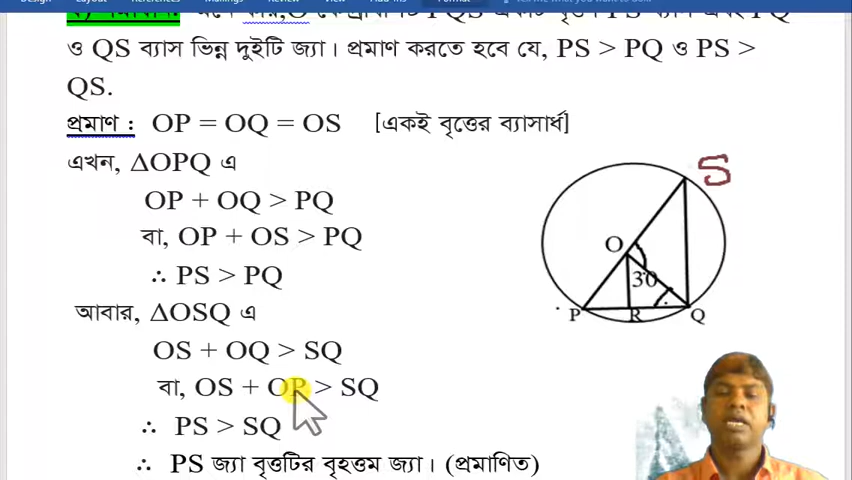 ও QS ব্যাস ভিন্ন দুইটি জ্যা। প্রমাণ করতে হবে যে, PS > PQ ও PS >
QS.
প্রমাণ : OP = OQ = OS [একই বৃত্তের ব্যাসার্ধ]
এখন, ΔOPQ এ
OP + OQ > PQ
বা, OP + OS > PQ
∴ PS > PQ
আবার, ΔOSQ এ
OS + OQ > SQ
বা, OS + OP > SQ
∴ PS > SQ
∴ PS জ্যা বৃত্তটির বৃহত্তম জ্যা। (প্রমাণিত)
S
O
30
P
R
Q